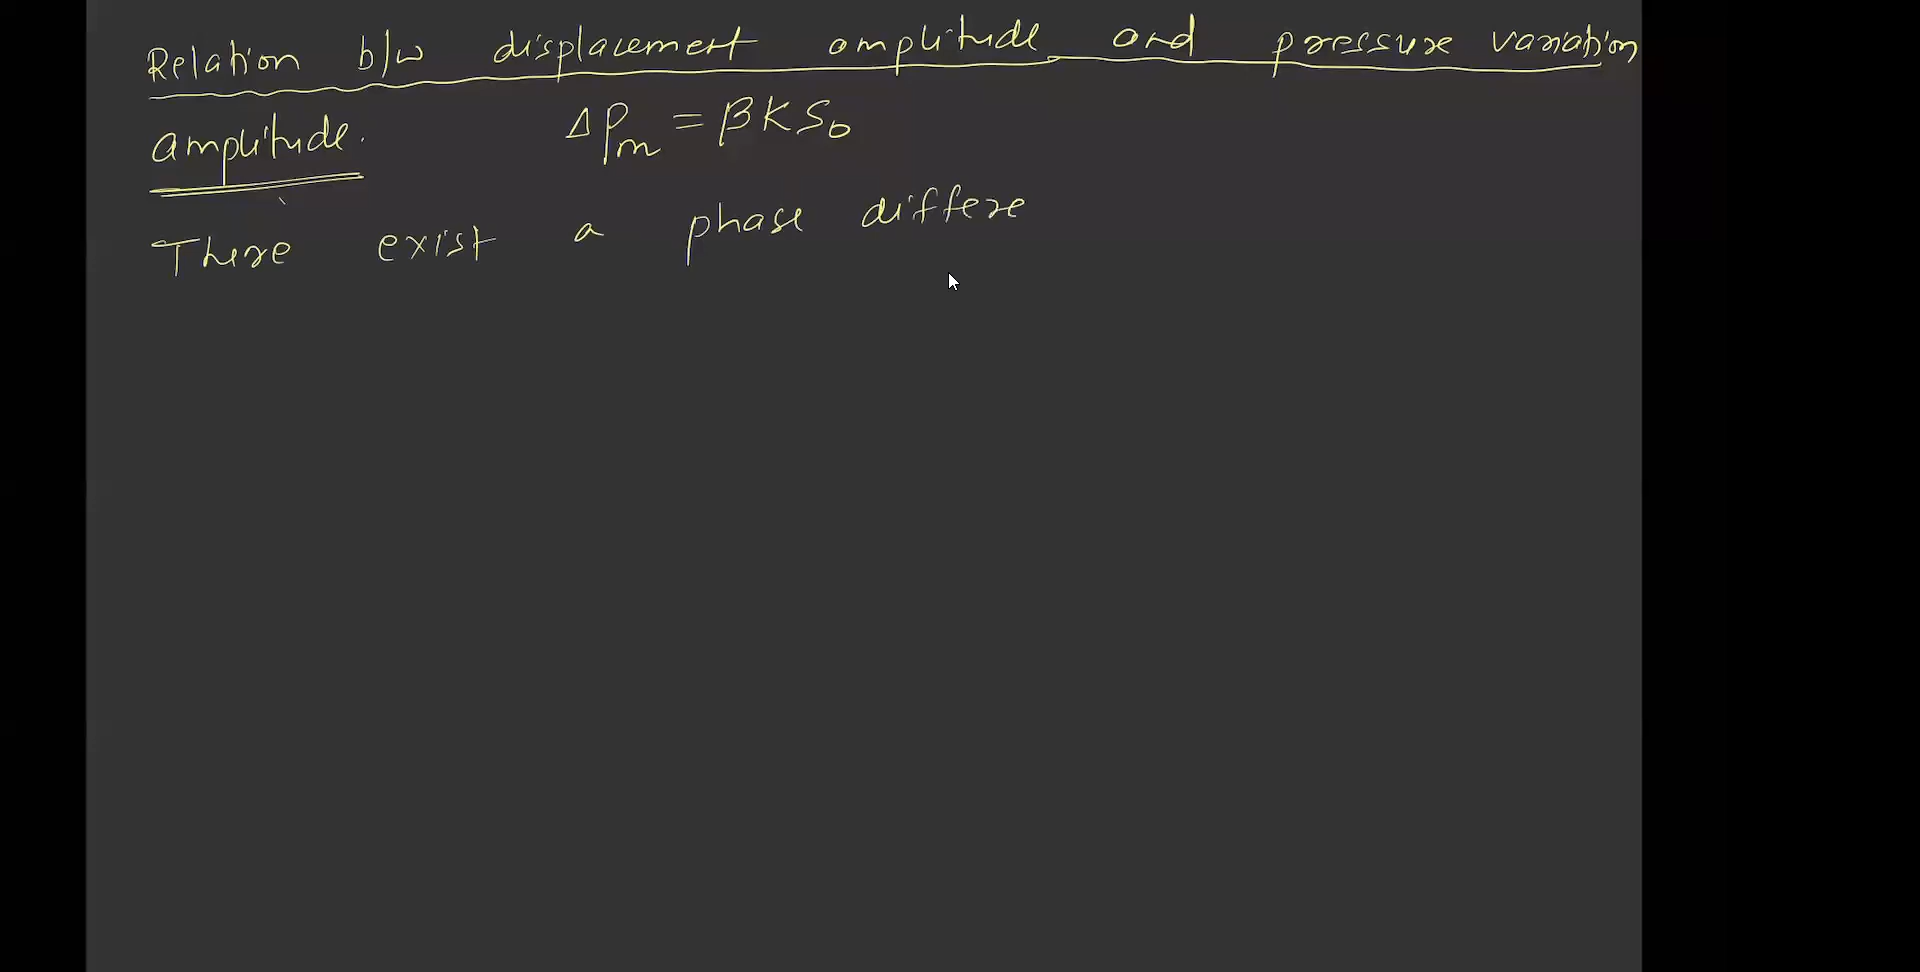 Relation b/w displacement amplitude and pressure variation
amplitude. ΔPm = βKS0
There exist a phase differe